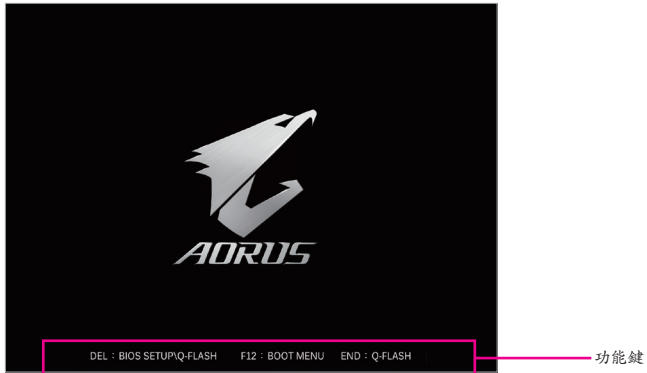 AORUS
DEL：BIOS SETUP\Q-FLASH F12：BOOT MENU END：Q-FLASH
功能鍵